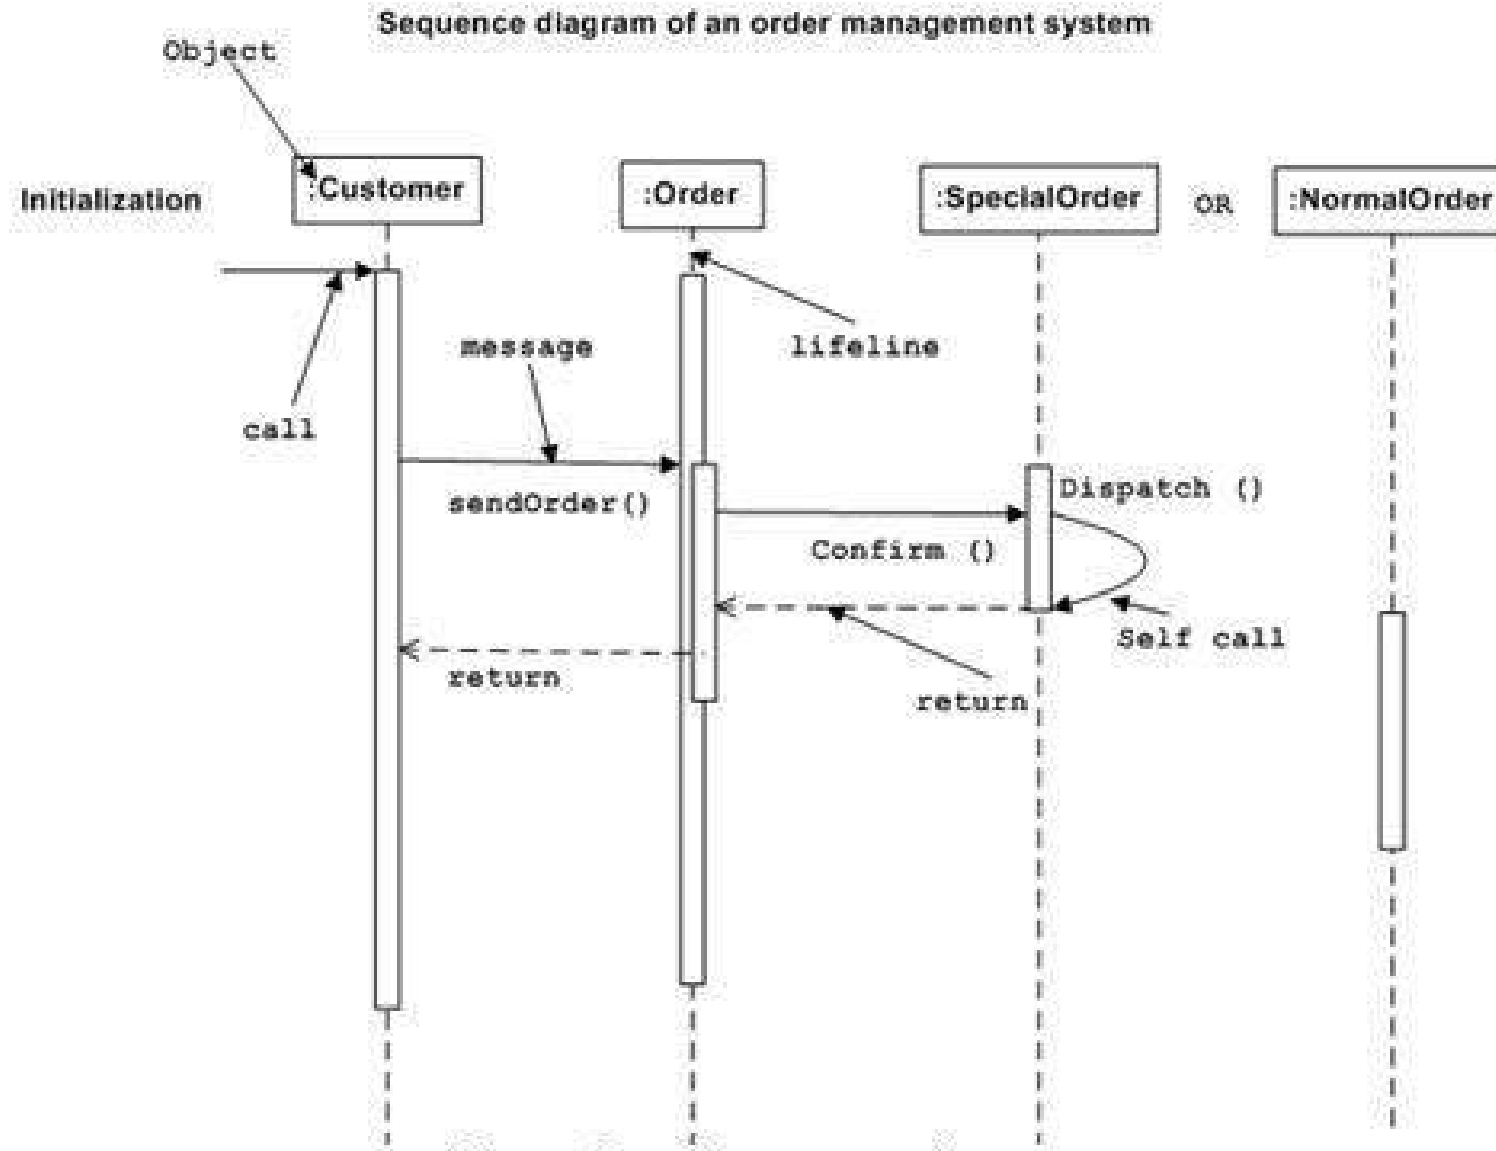 Sequence diagram of an order management system
Object
Initialization
:Customer
:Order
:SpecialOrder
OR
:NormalOrder
message
lifeline
call
sendOrder()
Dispatch ()
Confirm ()
Self call
return
return